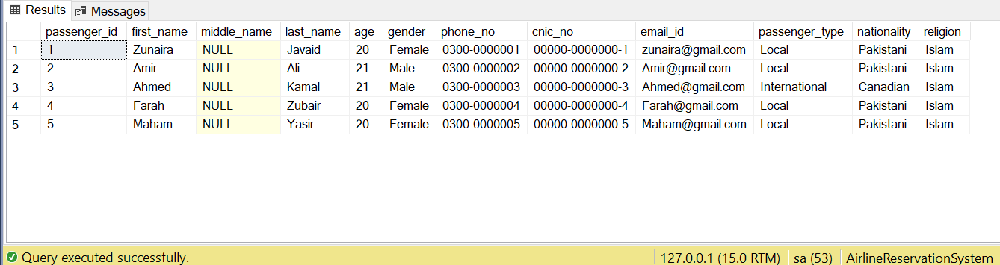 Results Messages
passenger_id first_name middle_name last_name age gender phone_no cnic_no email_id passenger_type nationality religion
1 1 Zunaira NULL Javaid 20 Female 0300-0000001 00000-0000000-1 zunaira@gmail.com Local Pakistani Islam
2 2 Amir NULL Ali 21 Male 0300-0000002 00000-0000000-2 Amir@gmail.com Local Pakistani Islam
3 3 Ahmed NULL Kamal 21 Male 0300-0000003 00000-0000000-3 Ahmed@gmail.com International Canadian Islam
4 4 Farah NULL Zubair 20 Female 0300-0000004 00000-0000000-4 Farah@gmail.com Local Pakistani Islam
5 5 Maham NULL Yasir 20 Female 0300-0000005 00000-0000000-5 Maham@gmail.com Local Pakistani Islam
Query executed successfully. 127.0.0.1 (15.0 RTM) sa (53) AirlineReservationSystem